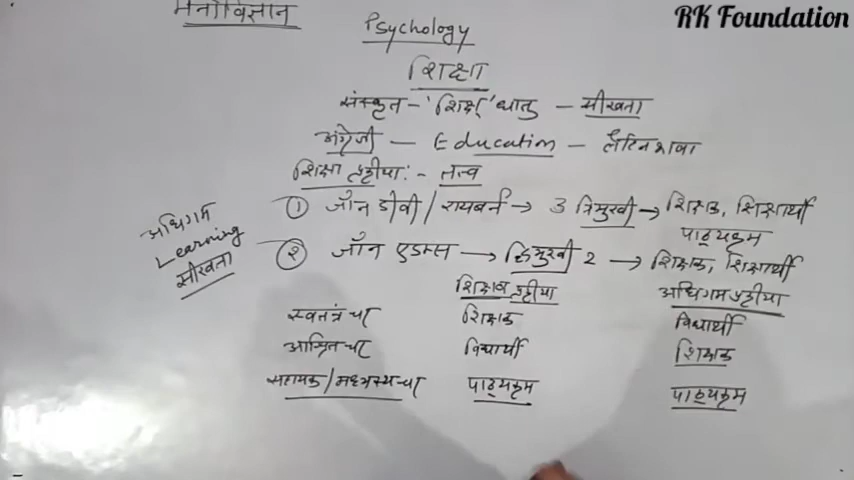 मनोविज्ञान
RK Foundation
Psychology
शिक्षा
संस्कृत - 'शिक्ष्' धातु - सीखना
अंग्रेजी - Education - लैटिन भाषा
शिक्षा प्रक्रिया :- तत्व
① जॉन डीवी / रायबर्न → 3 त्रिमुखी → शिक्षक, शिक्षार्थी
पाठ्यक्रम
अधिगम
Learning
सीखना
② जॉन एडम्स → द्विमुखी 2 → शिक्षक, शिक्षार्थी
शिक्षण प्रक्रिया अधिगम प्रक्रिया
स्वतंत्र चर शिक्षक विद्यार्थी
आश्रित चर विद्यार्थी शिक्षक
सहायक / मध्यस्थ चर पाठ्यक्रम पाठ्यक्रम